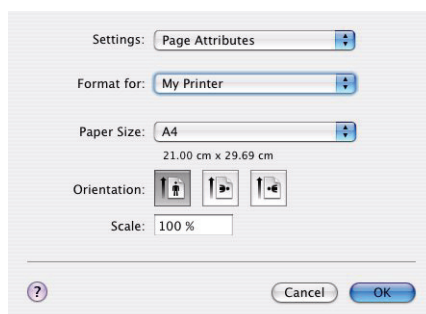 Settings: Page Attributes
Format for: My Printer
Paper Size: A4
21.00 cm x 29.69 cm
Orientation:
Scale: 100 %
? Cancel OK